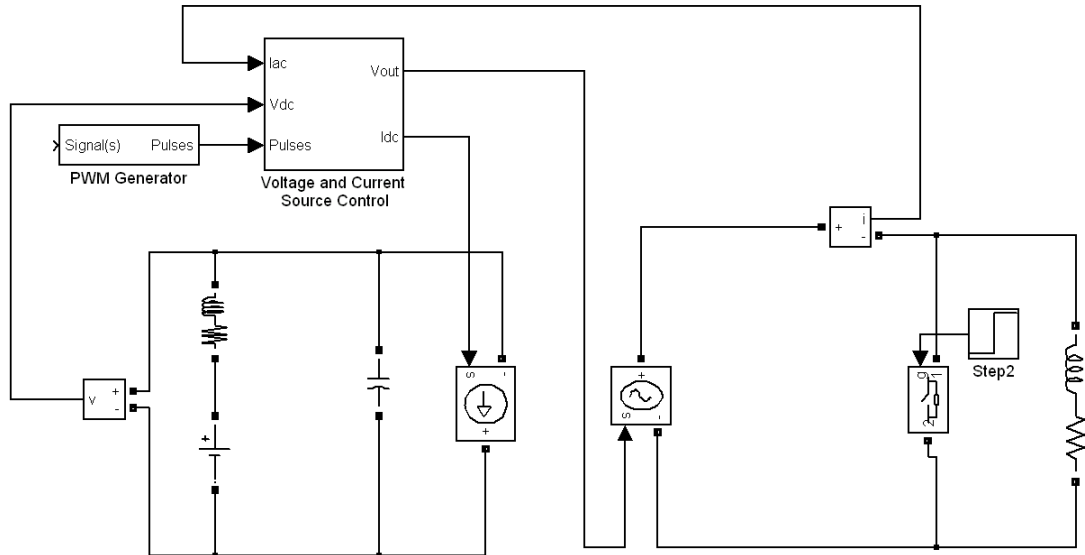 Iac
Vout
Vdc
Idc
Signal(s) Pulses
Pulses
PWM Generator
Voltage and Current
Source Control
i
+
-
-
s
+
g 1
Step2
+
v
-
+
s
-
2
+
+